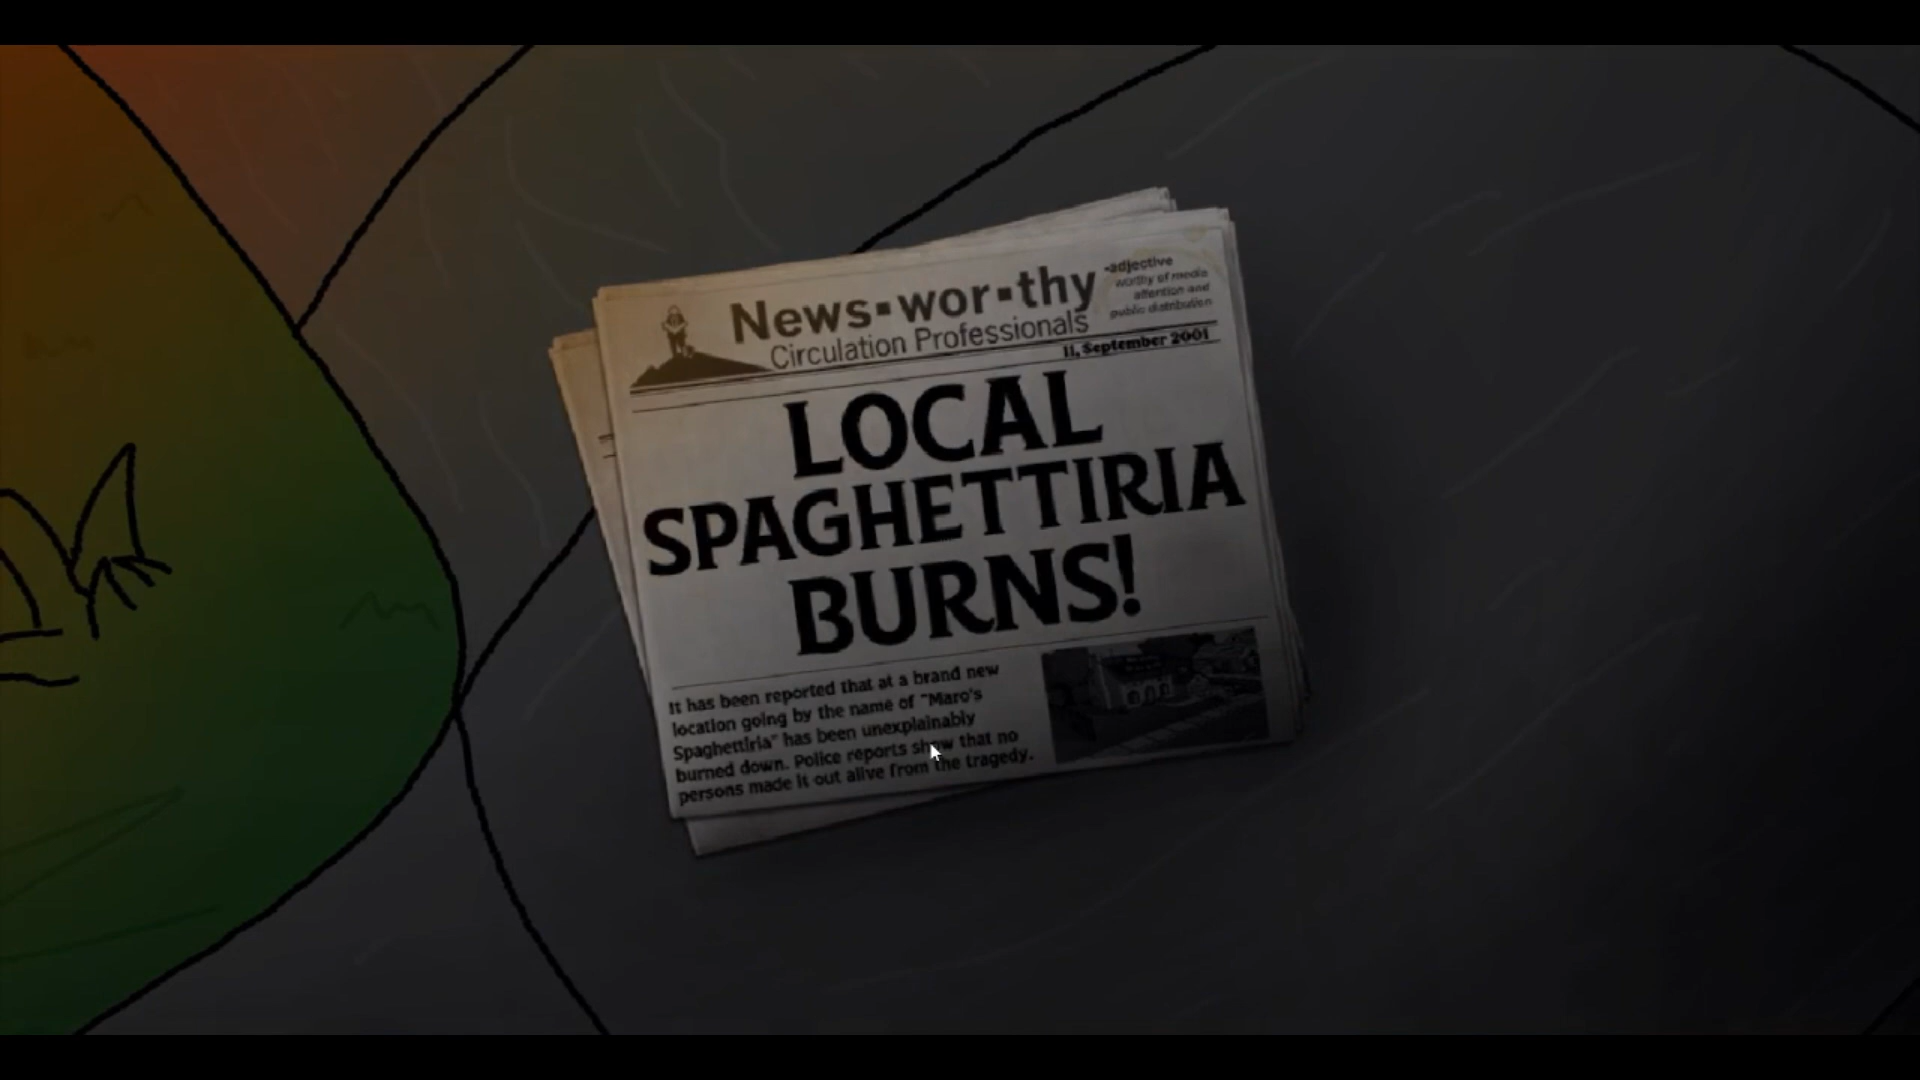 News▪wor▪thy
-adjective
worthy of media
attention and
public distribution
Circulation Professionals
11, September 2001
LOCAL
SPAGHETTIRIA
BURNS!
It has been reported that at a brand new
location going by the name of "Maro's
Spaghettiria" has been unexplainably
burned down. Police reports show that no
persons made it out alive from the tragedy.